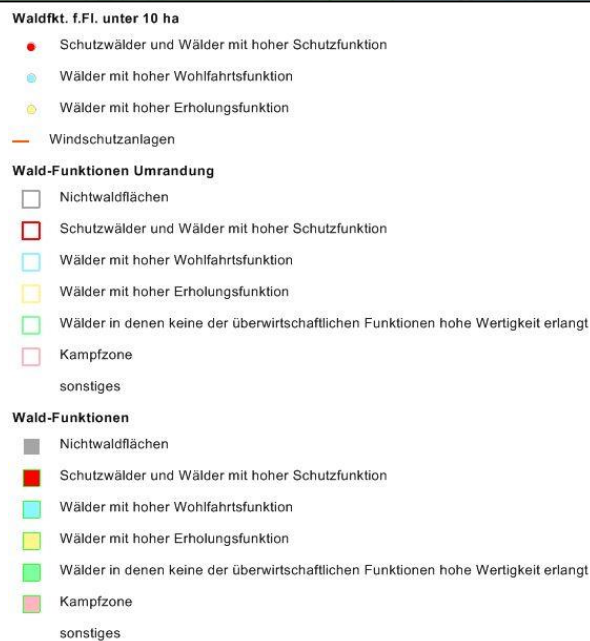 Waldfkt. f.Fl. unter 10 ha
Schutzwälder und Wälder mit hoher Schutzfunktion
Wälder mit hoher Wohlfahrtsfunktion
Wälder mit hoher Erholungsfunktion
Windschutzanlagen
Wald-Funktionen Umrandung
Nichtwaldflächen
Schutzwälder und Wälder mit hoher Schutzfunktion
Wälder mit hoher Wohlfahrtsfunktion
Wälder mit hoher Erholungsfunktion
Wälder in denen keine der überwirtschaftlichen Funktionen hohe Wertigkeit erlangt
Kampfzone
sonstiges
Wald-Funktionen
Nichtwaldflächen
Schutzwälder und Wälder mit hoher Schutzfunktion
Wälder mit hoher Wohlfahrtsfunktion
Wälder mit hoher Erholungsfunktion
Wälder in denen keine der überwirtschaftlichen Funktionen hohe Wertigkeit erlangt
Kampfzone
sonstiges